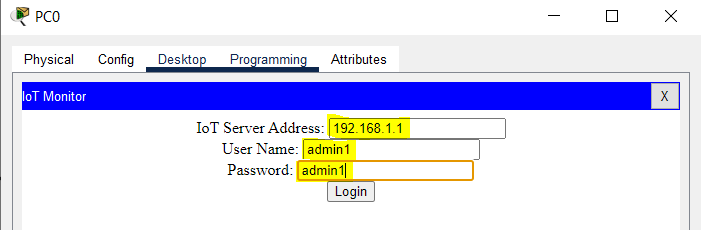 PC0
Physical Config Desktop Programming Attributes
IoT Monitor X
IoT Server Address: 192.168.1.1
User Name: admin1
Password: admin1
Login